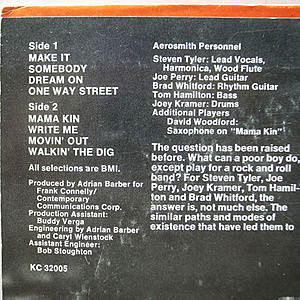 Side 1
MAKE IT
SOMEBODY
DREAM ON
ONE WAY STREET
Side 2
MAMA KIN
WRITE ME
MOVIN' OUT
WALKIN' THE DIG
All selections are BMI.
Produced by Adrian Barber for
Frank Connelly/
Contemporary
Communications Corp.
Production Assistant:
Buddy Verga
Engineering by Adrian Barber
and Caryl Wienstock
Assistant Engineer:
Bob Stoughton
KC 32005
Aerosmith Personnel
Steven Tyler: Lead Vocals,
Harmonica, Wood Flute
Joe Perry: Lead Guitar
Brad Whitford: Rhythm Guitar
Tom Hamilton: Bass
Joey Kramer: Drums
Additional Players
David Woodford:
Saxophone on "Mama Kin"
The question has been raised
before. What can a poor boy do,
except play for a rock and roll
band? For Steven Tyler, Joe
Perry, Joey Kramer, Tom Hamil-
ton and Brad Whitford, the
answer is, not much else. The
similar paths and modes of
existence that have led them to